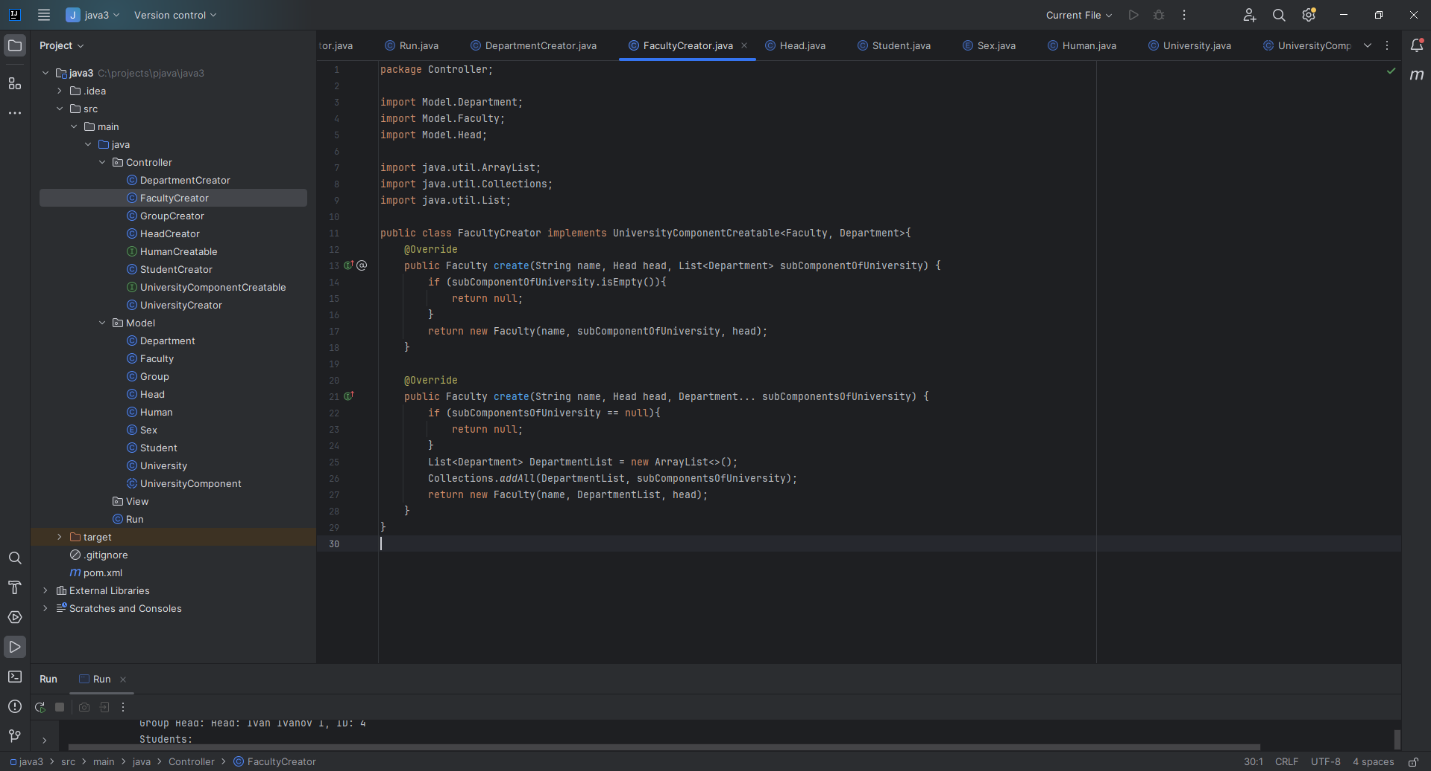 java3
Version control
Current File
Project
tor.java
Run.java
DepartmentCreator.java
FacultyCreator.java
Head.java
Student.java
Sex.java
Human.java
University.java
UniversityComp
java3 C:\projects\pjava\java3
.idea
src
main
java
Controller
DepartmentCreator
FacultyCreator
GroupCreator
HeadCreator
HumanCreatable
StudentCreator
UniversityComponentCreatable
UniversityCreator
Model
Department
Faculty
Group
Head
Human
Sex
Student
University
UniversityComponent
View
Run
target
.gitignore
pom.xml
External Libraries
Scratches and Consoles
1 package Controller;
2
3 import Model.Department;
4 import Model.Faculty;
5 import Model.Head;
6
7 import java.util.ArrayList;
8 import java.util.Collections;
9 import java.util.List;
10
11 public class FacultyCreator implements UniversityComponentCreatable<Faculty, Department>{
12 @Override
13 public Faculty create(String name, Head head, List<Department> subComponentOfUniversity) {
14 if (subComponentOfUniversity.isEmpty()){
15 return null;
16 }
17 return new Faculty(name, subComponentOfUniversity, head);
18 }
19
20 @Override
21 public Faculty create(String name, Head head, Department... subComponentsOfUniversity) {
22 if (subComponentsOfUniversity == null){
23 return null;
24 }
25 List<Department> DepartmentList = new ArrayList<>();
26 Collections.addAll(DepartmentList, subComponentsOfUniversity);
27 return new Faculty(name, DepartmentList, head);
28 }
29 }
30
Run
Run
Group Head: Head: Ivan Ivanov I, ID: 4
Students:
java3 > src > main > java > Controller > FacultyCreator
30:1 CRLF UTF-8 4 spaces